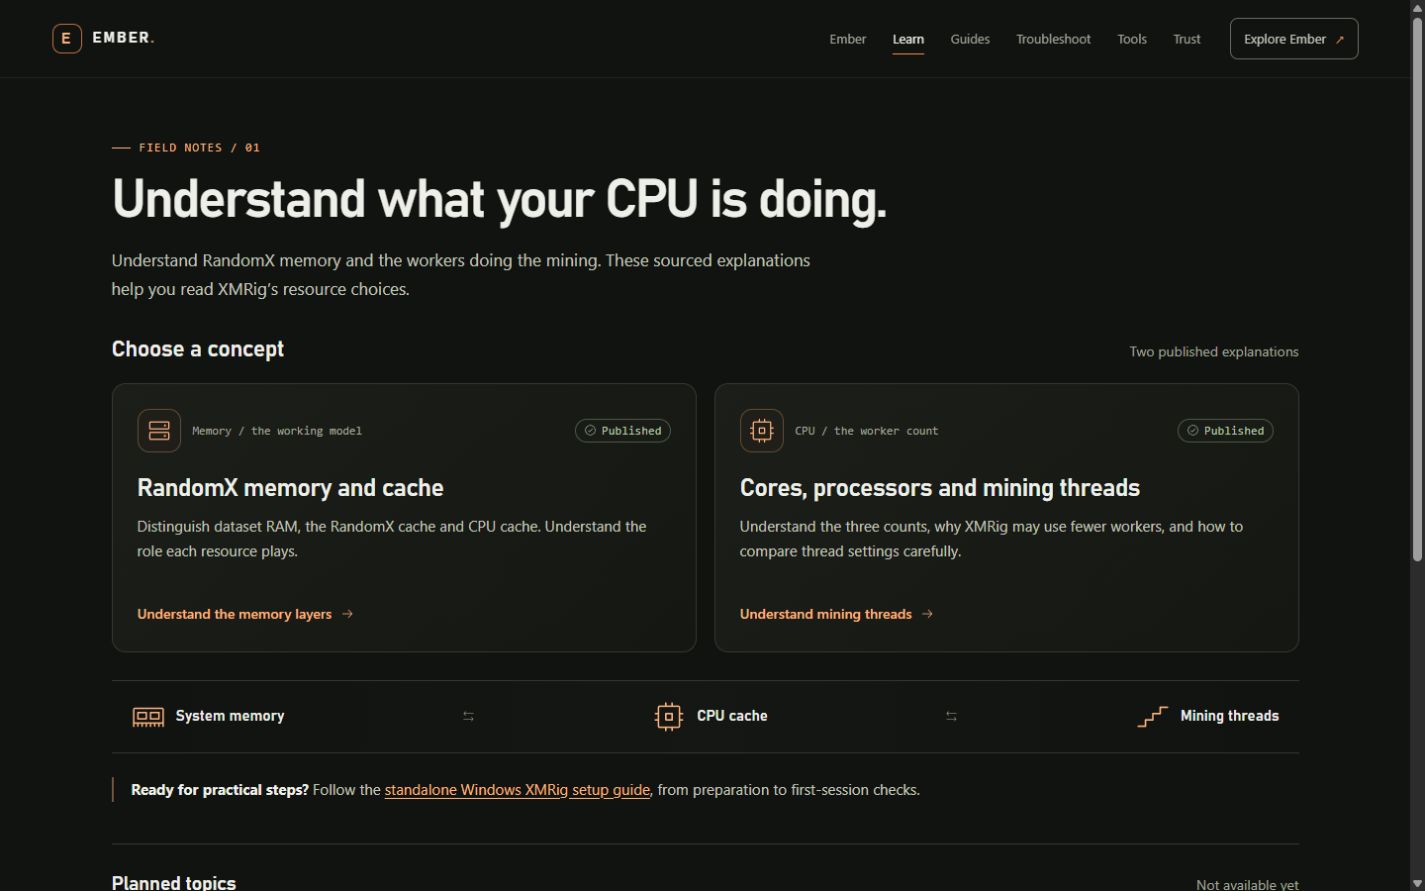 E EMBER.
Ember Learn Guides Troubleshoot Tools Trust Explore Ember ↗
FIELD NOTES / 01
Understand what your CPU is doing.
Understand RandomX memory and the workers doing the mining. These sourced explanations
help you read XMRig’s resource choices.
Choose a concept
Two published explanations
Memory / the working model
Published
RandomX memory and cache
Distinguish dataset RAM, the RandomX cache and CPU cache. Understand the
role each resource plays.
Understand the memory layers →
CPU / the worker count
Published
Cores, processors and mining threads
Understand the three counts, why XMRig may use fewer workers, and how to
compare thread settings carefully.
Understand mining threads →
System memory ⇆ CPU cache ⇆ Mining threads
Ready for practical steps? Follow the standalone Windows XMRig setup guide, from preparation to first-session checks.
Planned topics
Not available yet